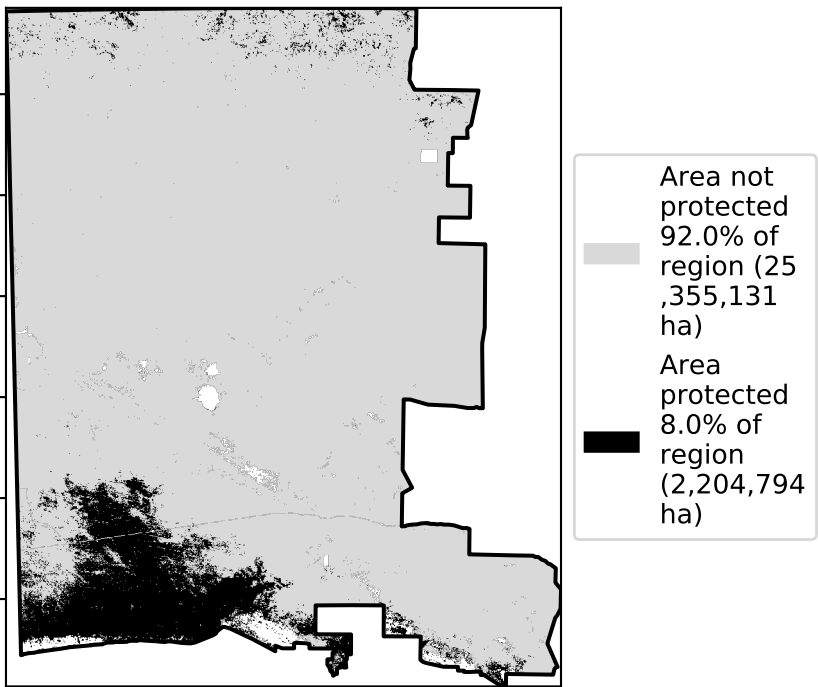 Area not
protected
92.0% of
region (25
,355,131
ha)
Area
protected
8.0% of
region
(2,204,794
ha)